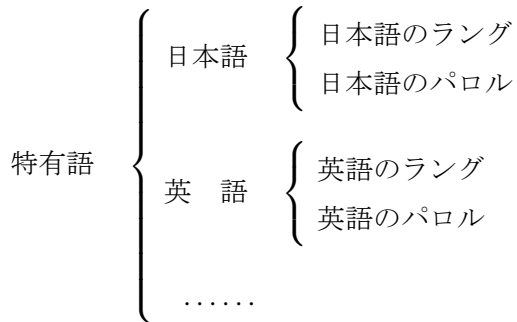 日本語のラング
日本語
日本語のパロル
特有語
英語のラング
英　語
英語のパロル
......